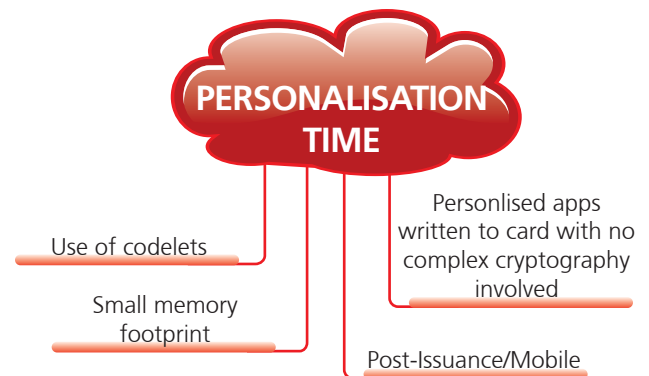 PERSONALISATION
TIME
Use of codelets
Small memory
footprint
Post-Issuance/Mobile
Personlised apps
written to card with no
complex cryptography
involved